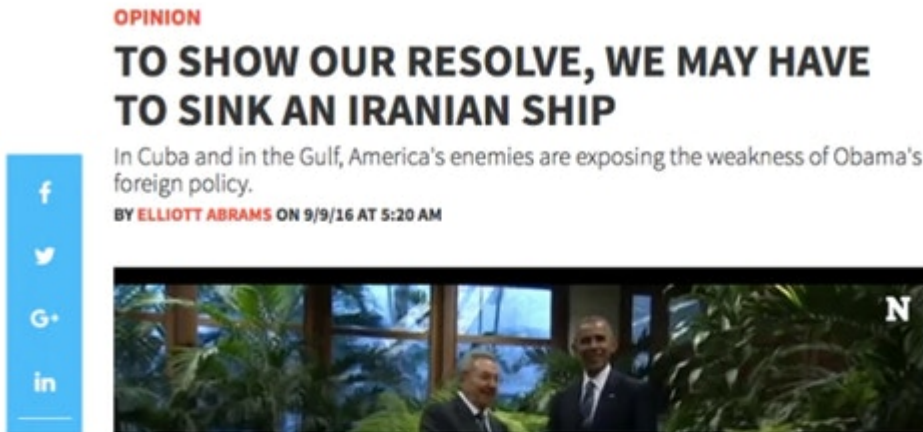 OPINION
TO SHOW OUR RESOLVE, WE MAY HAVE
TO SINK AN IRANIAN SHIP
In Cuba and in the Gulf, America's enemies are exposing the weakness of Obama's
foreign policy.
BY ELLIOTT ABRAMS ON 9/9/16 AT 5:20 AM
f
G+
in
N